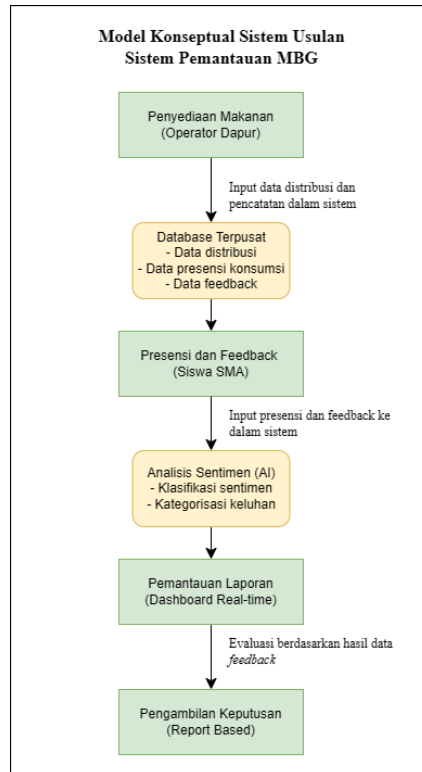 Model Konseptual Sistem Usulan
Sistem Pemantauan MBG
Penyediaan Makanan
(Operator Dapur)
Input data distribusi dan
pencatatan dalam sistem
Database Terpusat
- Data distribusi
- Data presensi konsumsi
- Data feedback
Presensi dan Feedback
(Siswa SMA)
Input presensi dan feedback ke
dalam sistem
Analisis Sentimen (AI)
- Klasifikasi sentimen
- Kategorisasi keluhan
Pemantauan Laporan
(Dashboard Real-time)
Evaluasi berdasarkan hasil data
feedback
Pengambilan Keputusan
(Report Based)